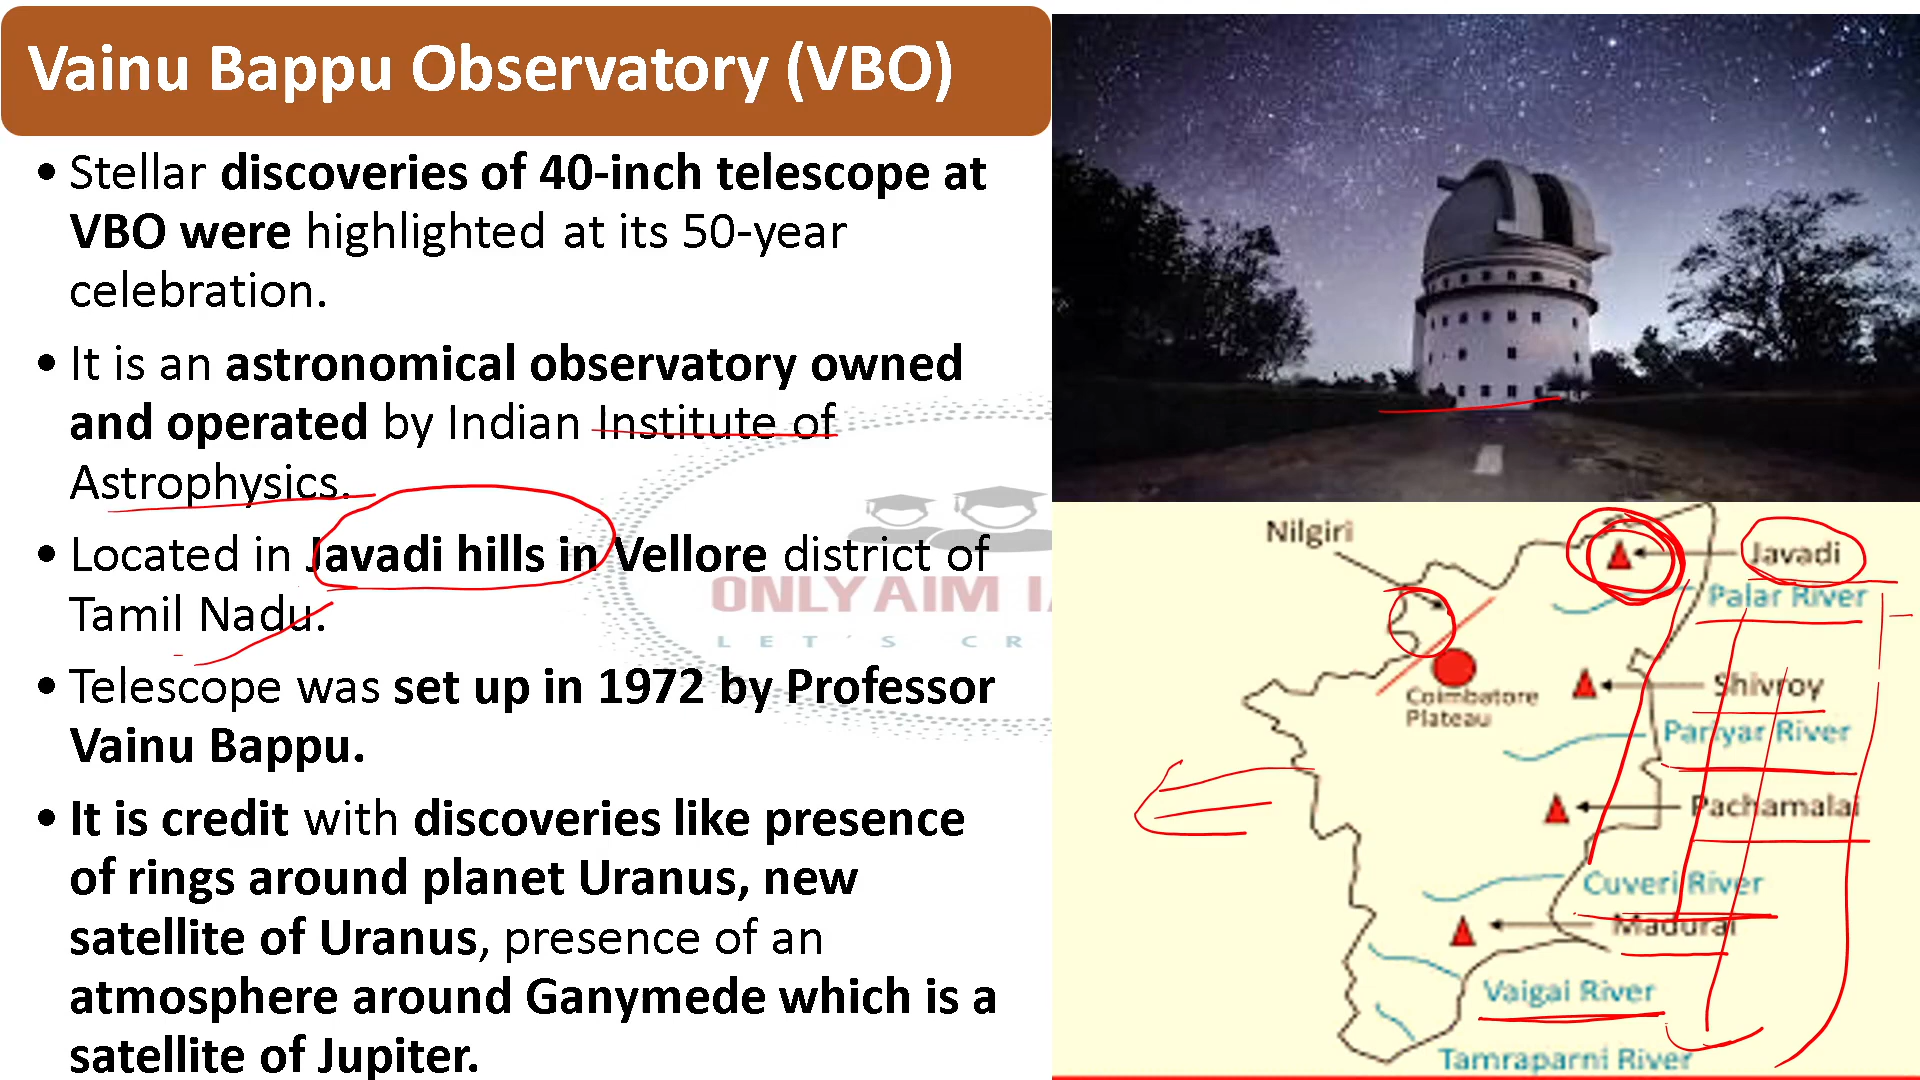 Vainu Bappu Observatory (VBO)
• Stellar discoveries of 40-inch telescope at
VBO were highlighted at its 50-year
celebration.
• It is an astronomical observatory owned
and operated by Indian Institute of
Astrophysics.
• Located in Javadi hills in Vellore district of
Tamil Nadu.
• Telescope was set up in 1972 by Professor
Vainu Bappu.
• It is credit with discoveries like presence
of rings around planet Uranus, new
satellite of Uranus, presence of an
atmosphere around Ganymede which is a
satellite of Jupiter.
ONLY AIM
LET'S CR
Nilgiri
Javadi
Palar River
Coimbatore
Plateau
Shivroy
Pariyar River
Pachamalai
Cuveri River
Madurai
Vaigai River
Tamraparni River